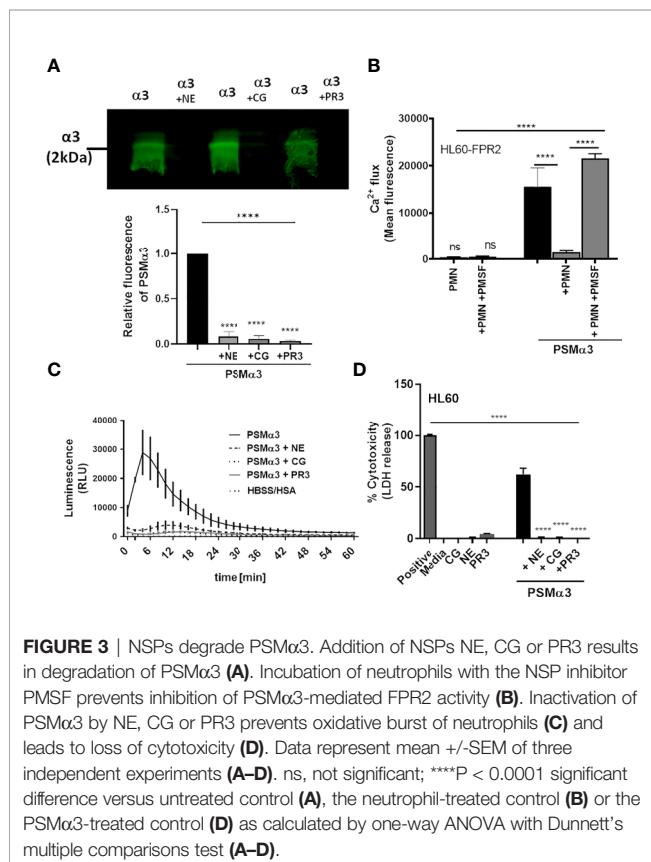 A
α3 α3 +NE α3 α3 +CG α3 α3 +PR3
α3
(2kDa)
Relative fluorescence
of PSMα3
1.5
1.0
0.5
0.0
****
**** **** ****
+NE +CG +PR3
PSMα3
B
HL60-FPR2
Ca2+ flux
(Mean flurescence)
30000
20000
10000
0
****
**** ****
ns ns
PMN
+PMN +PMSF
+PMN
+ PMN +PMSF
PSMα3
C
Luminescence
(RLU)
40000
30000
20000
10000
0
PSMα3
PSMα3 + NE
PSMα3 + CG
PSMα3 + PR3
HBSS/HSA
0 6 12 18 24 30 36 42 48 54 60
time [min]
D
HL60
% Cytotoxicity
(LDH release)
150
100
50
0
****
**** **** ****
Positive
Media
CG
NE
PR3
+ NE
+ CG
+PR3
PSMα3
FIGURE 3 | NSPs degrade PSMα3. Addition of NSPs NE, CG or PR3 results
in degradation of PSMα3 (A). Incubation of neutrophils with the NSP inhibitor
PMSF prevents inhibition of PSMα3-mediated FPR2 activity (B). Inactivation of
PSMα3 by NE, CG or PR3 prevents oxidative burst of neutrophils (C) and
leads to loss of cytotoxicity (D). Data represent mean +/-SEM of three
independent experiments (A–D). ns, not significant; ****P < 0.0001 significant
difference versus untreated control (A), the neutrophil-treated control (B) or the
PSMα3-treated control (D) as calculated by one-way ANOVA with Dunnett’s
multiple comparisons test (A–D).